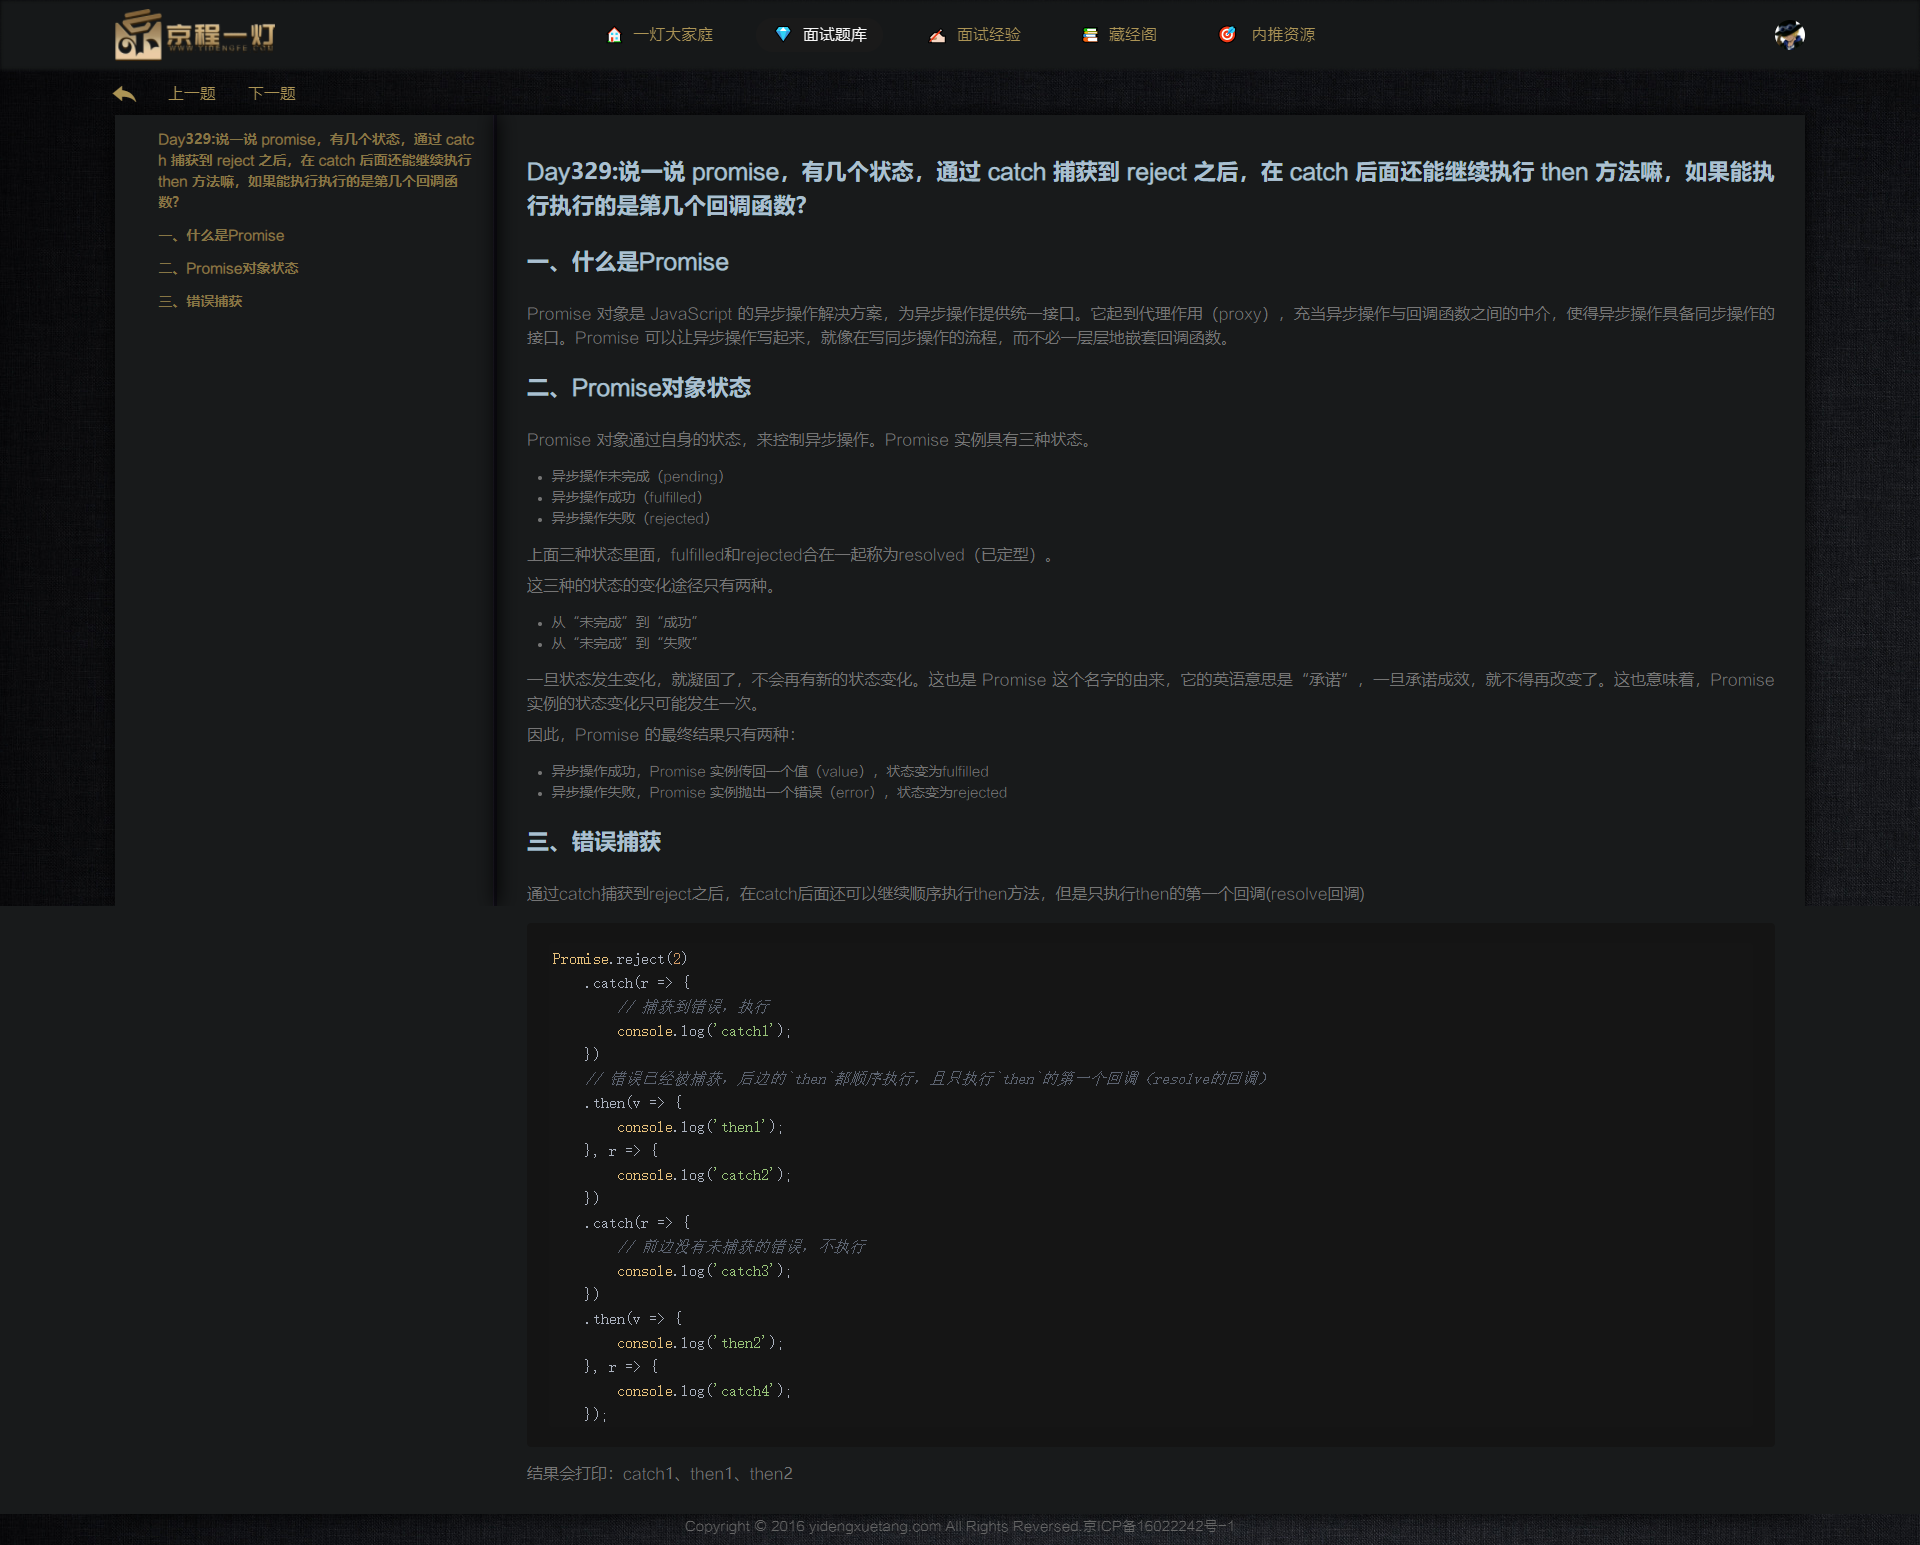 京程一灯
WWW.YIDENGFE.COM
一灯大家庭
面试题库
面试经验
藏经阁
内推资源
上一题
下一题
Day329:说一说 promise，有几个状态，通过 catc
h 捕获到 reject 之后，在 catch 后面还能继续执行
then 方法嘛，如果能执行执行的是第几个回调函
数?
一、什么是Promise
二、Promise对象状态
三、错误捕获
Day329:说一说 promise，有几个状态，通过 catch 捕获到 reject 之后，在 catch 后面还能继续执行 then 方法嘛，如果能执
行执行的是第几个回调函数?
一、什么是Promise
Promise 对象是 JavaScript 的异步操作解决方案，为异步操作提供统一接口。它起到代理作用（proxy），充当异步操作与回调函数之间的中介，使得异步操作具备同步操作的
接口。Promise 可以让异步操作写起来，就像在写同步操作的流程，而不必一层层地嵌套回调函数。
二、Promise对象状态
Promise 对象通过自身的状态，来控制异步操作。Promise 实例具有三种状态。
• 异步操作未完成（pending）
• 异步操作成功（fulfilled）
• 异步操作失败（rejected）
上面三种状态里面，fulfilled和rejected合在一起称为resolved（已定型）。
这三种的状态的变化途径只有两种。
• 从“未完成”到“成功”
• 从“未完成”到“失败”
一旦状态发生变化，就凝固了，不会再有新的状态变化。这也是 Promise 这个名字的由来，它的英语意思是“承诺”，一旦承诺成效，就不得再改变了。这也意味着，Promise
实例的状态变化只可能发生一次。
因此，Promise 的最终结果只有两种：
• 异步操作成功，Promise 实例传回一个值（value），状态变为fulfilled
• 异步操作失败，Promise 实例抛出一个错误（error），状态变为rejected
三、错误捕获
通过catch捕获到reject之后，在catch后面还可以继续顺序执行then方法，但是只执行then的第一个回调(resolve回调)
Promise.reject(2)
    .catch(r => {
        // 捕获到错误，执行
        console.log('catch1');
    })
    // 错误已经被捕获，后边的`then`都顺序执行，且只执行`then`的第一个回调（resolve的回调）
    .then(v => {
        console.log('then1');
    }, r => {
        console.log('catch2');
    })
    .catch(r => {
        // 前边没有未捕获的错误，不执行
        console.log('catch3');
    })
    .then(v => {
        console.log('then2');
    }, r => {
        console.log('catch4');
    });
结果会打印：catch1、then1、then2
Copyright © 2016 yidengxuetang.com All Rights Reversed.京ICP备16022242号-1